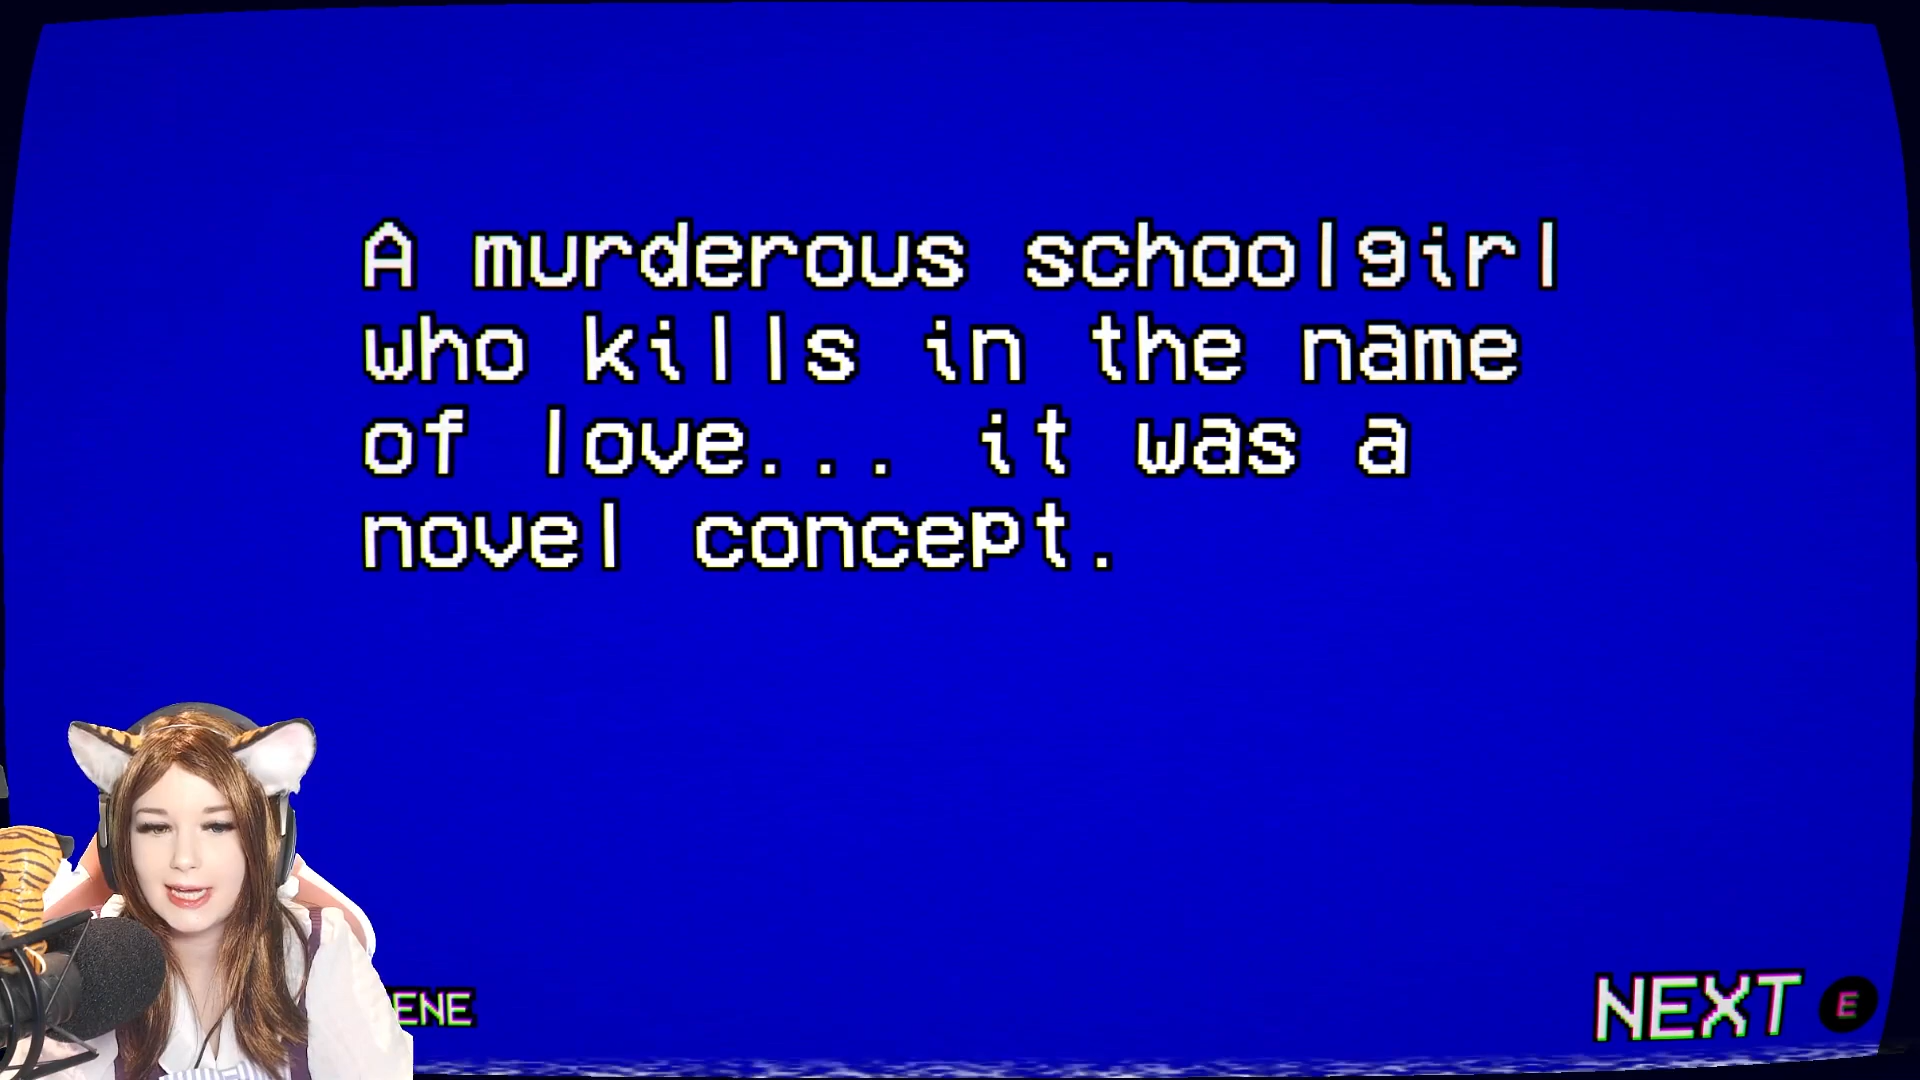 A murderous schoolgirl
who kills in the name
of love... it was a
novel concept.
ENE
NEXT E